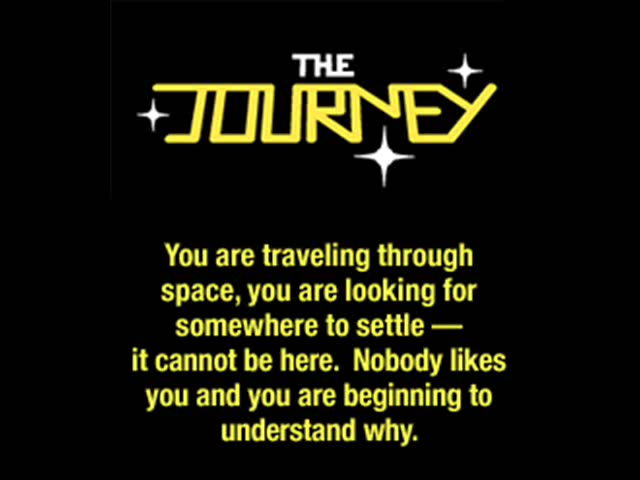 THE
JOURNEY
You are traveling through
space, you are looking for
somewhere to settle —
it cannot be here.  Nobody likes
you and you are beginning to
understand why.